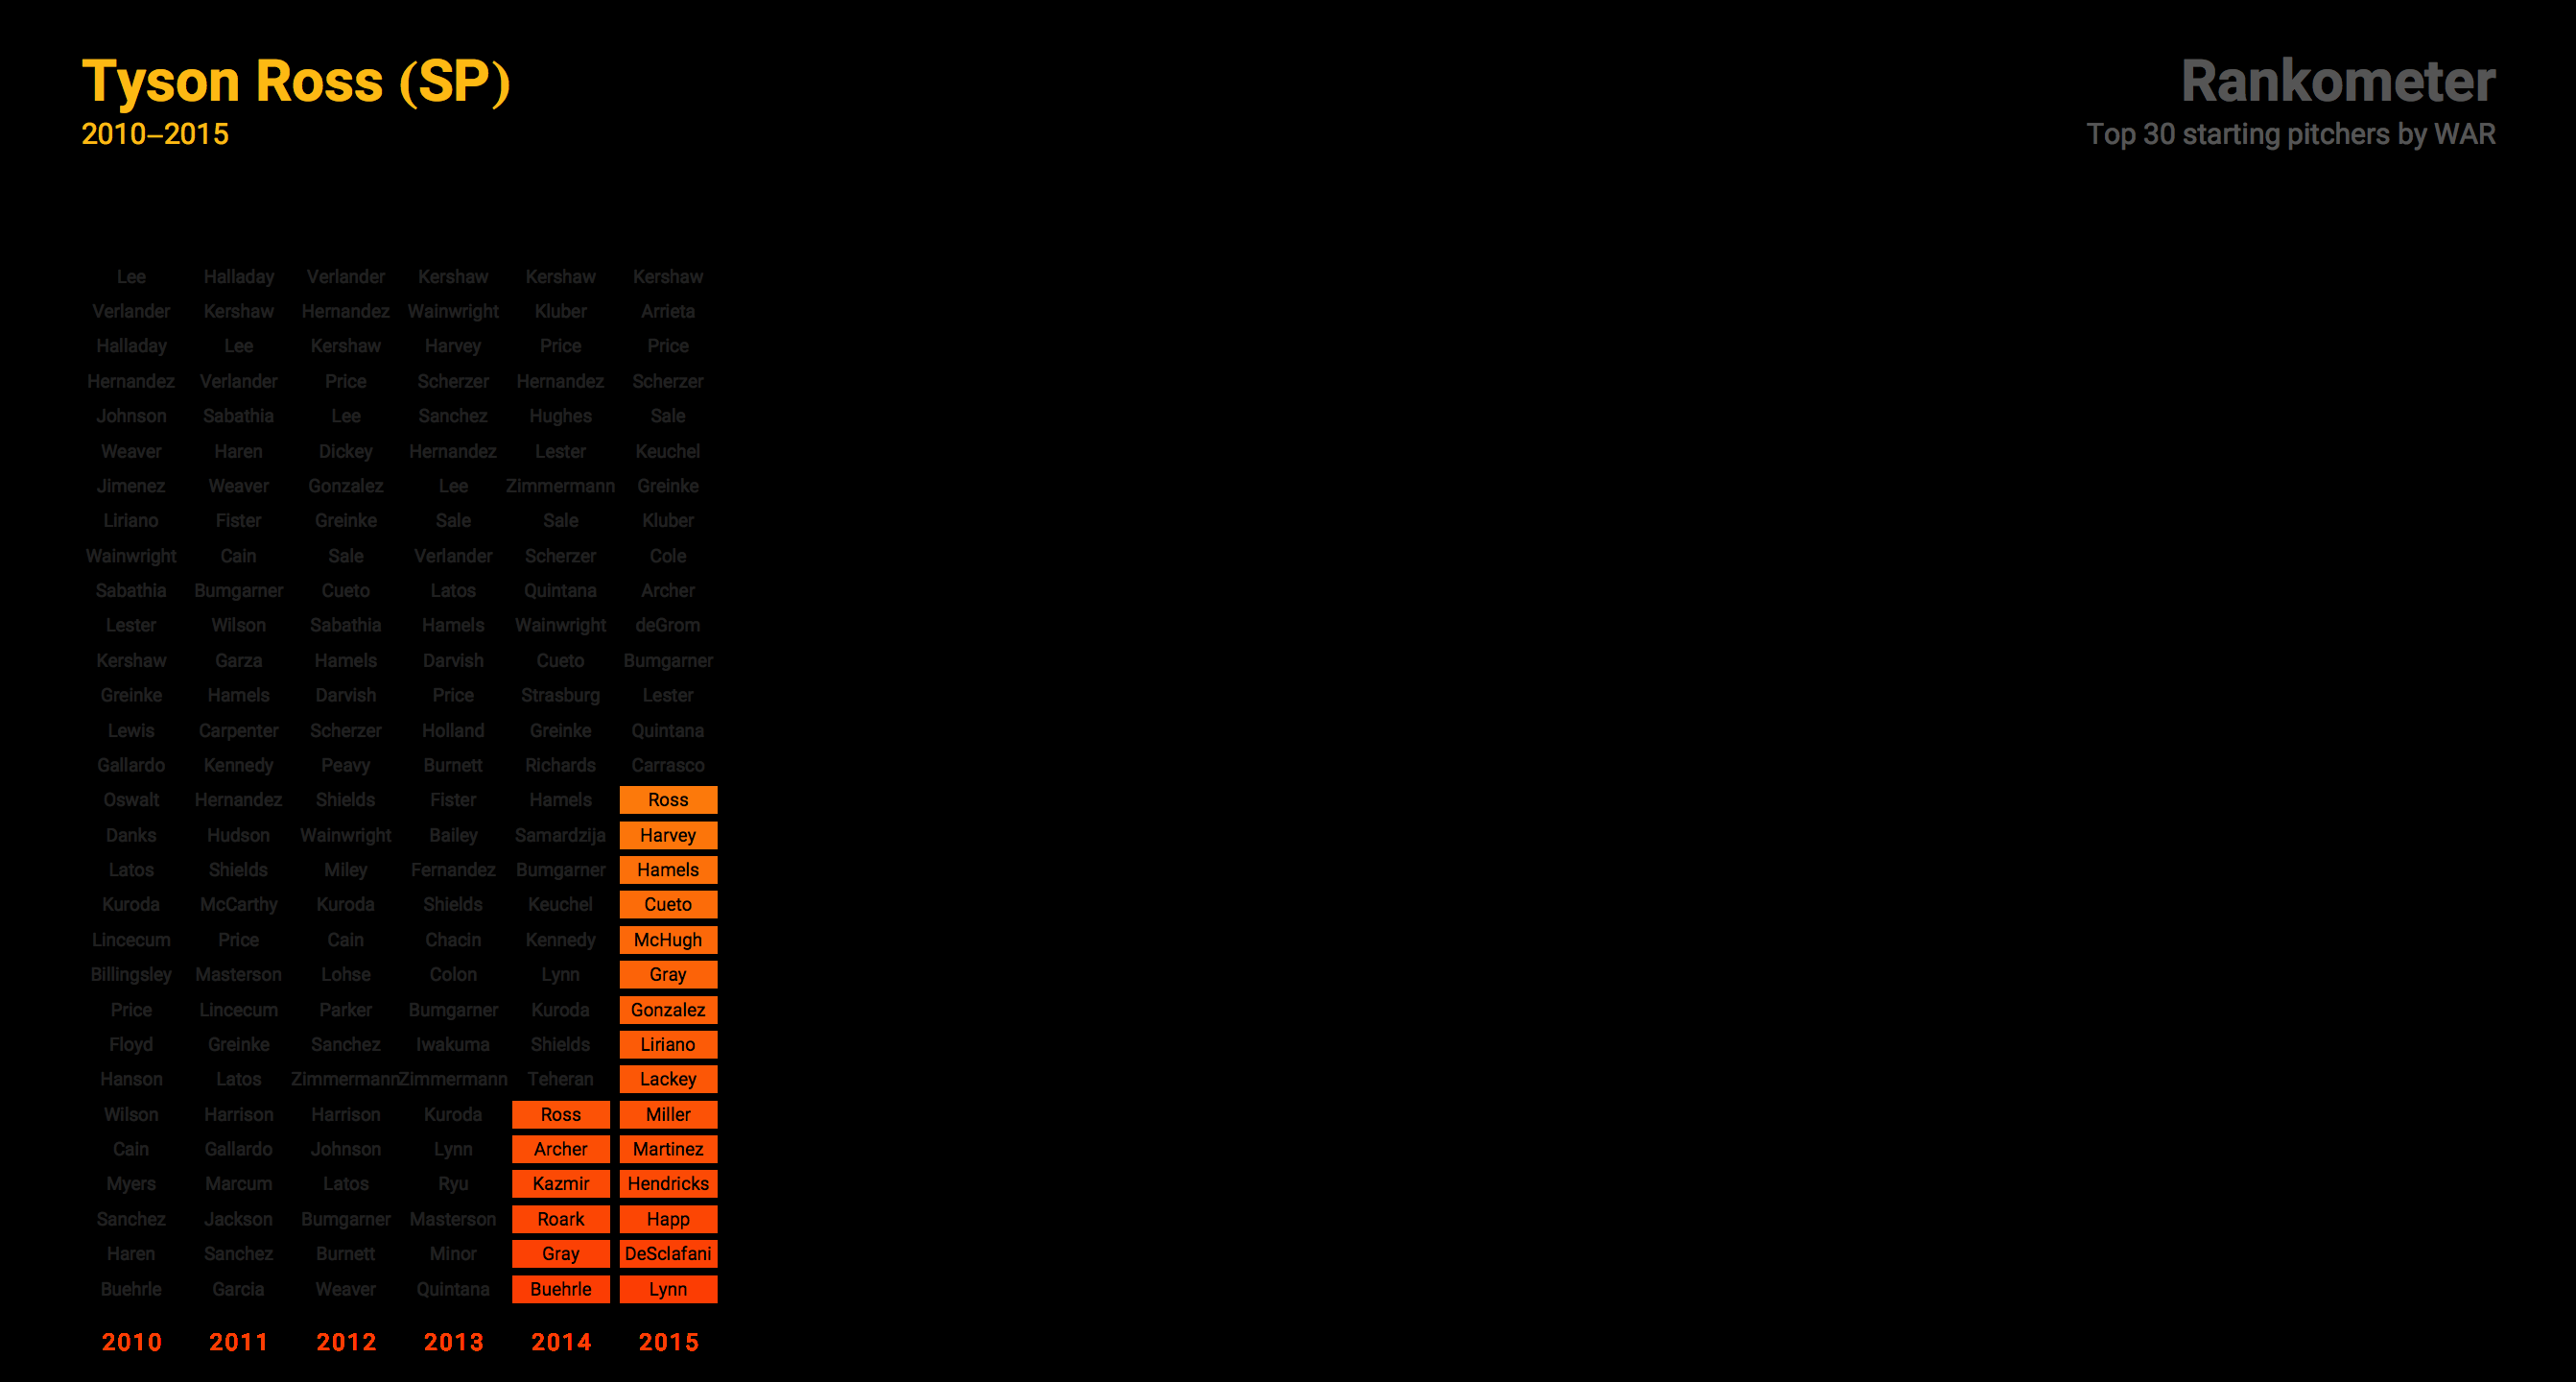 Tyson Ross (SP)
2010–2015
Rankometer
Top 30 starting pitchers by WAR
Lee Halladay Verlander Kershaw Kershaw Kershaw
Verlander Kershaw Hernandez Wainwright Kluber Arrieta
Halladay Lee Kershaw Harvey Price Price
Hernandez Verlander Price Scherzer Hernandez Scherzer
Johnson Sabathia Lee Sanchez Hughes Sale
Weaver Haren Dickey Hernandez Lester Keuchel
Jimenez Weaver Gonzalez Lee Zimmermann Greinke
Liriano Fister Greinke Sale Sale Kluber
Wainwright Cain Sale Verlander Scherzer Cole
Sabathia Bumgarner Cueto Latos Quintana Archer
Lester Wilson Sabathia Hamels Wainwright deGrom
Kershaw Garza Hamels Darvish Cueto Bumgarner
Greinke Hamels Darvish Price Strasburg Lester
Lewis Carpenter Scherzer Holland Greinke Quintana
Gallardo Kennedy Peavy Burnett Richards Carrasco
Oswalt Hernandez Shields Fister Hamels Ross
Danks Hudson Wainwright Bailey Samardzija Harvey
Latos Shields Miley Fernandez Bumgarner Hamels
Kuroda McCarthy Kuroda Shields Keuchel Cueto
Lincecum Price Cain Chacin Kennedy McHugh
Billingsley Masterson Lohse Colon Lynn Gray
Price Lincecum Parker Bumgarner Kuroda Gonzalez
Floyd Greinke Sanchez Iwakuma Shields Liriano
Hanson Latos Zimmermann Zimmermann Teheran Lackey
Wilson Harrison Harrison Kuroda Ross Miller
Cain Gallardo Johnson Lynn Archer Martinez
Myers Marcum Latos Ryu Kazmir Hendricks
Sanchez Jackson Bumgarner Masterson Roark Happ
Haren Sanchez Burnett Minor Gray DeSclafani
Buehrle Garcia Weaver Quintana Buehrle Lynn
2010 2011 2012 2013 2014 2015